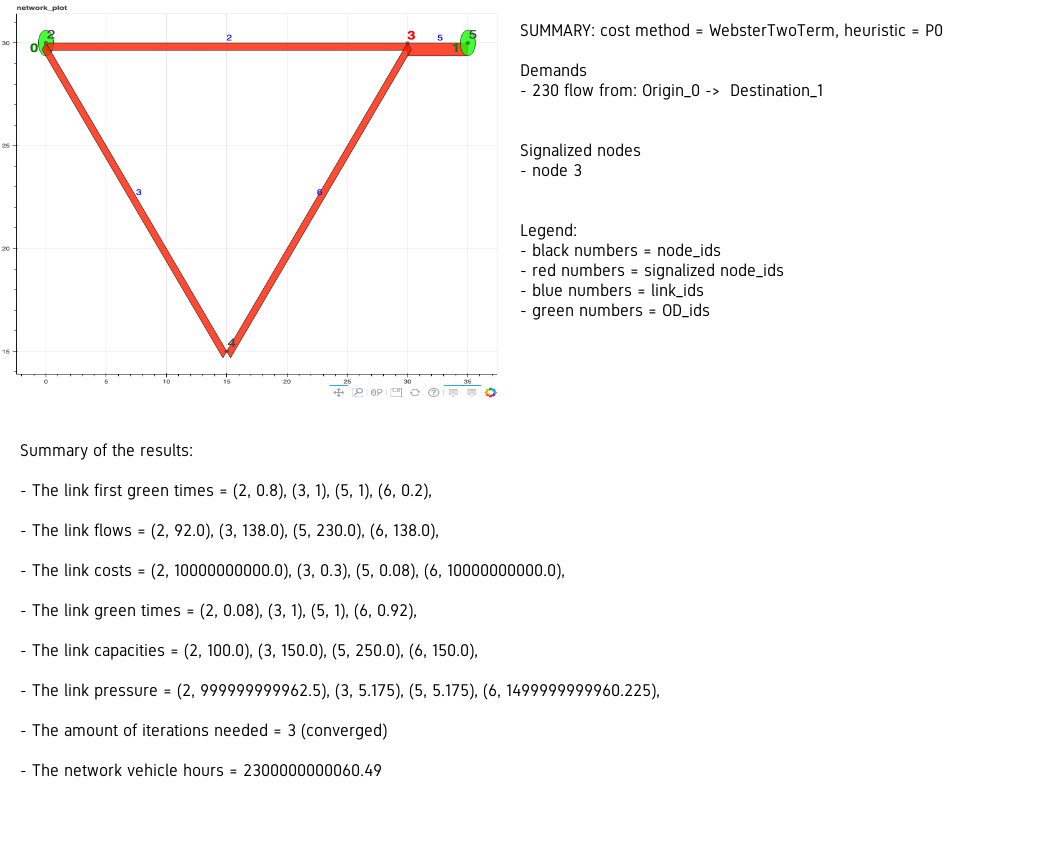 network_plot
30
25
20
15
0
5
10
15
20
25
30
35
0
2
2
3
5
1
5
3
6
4
SUMMARY: cost method = WebsterTwoTerm, heuristic = P0
Demands
- 230 flow from: Origin_0 -> Destination_1
Signalized nodes
- node 3
Legend:
- black numbers = node_ids
- red numbers = signalized node_ids
- blue numbers = link_ids
- green numbers = OD_ids
Summary of the results:
- The link first green times = (2, 0.8), (3, 1), (5, 1), (6, 0.2),
- The link flows = (2, 92.0), (3, 138.0), (5, 230.0), (6, 138.0),
- The link costs = (2, 10000000000.0), (3, 0.3), (5, 0.08), (6, 10000000000.0),
- The link green times = (2, 0.08), (3, 1), (5, 1), (6, 0.92),
- The link capacities = (2, 100.0), (3, 150.0), (5, 250.0), (6, 150.0),
- The link pressure = (2, 999999999962.5), (3, 5.175), (5, 5.175), (6, 1499999999960.225),
- The amount of iterations needed = 3 (converged)
- The network vehicle hours = 2300000000060.49